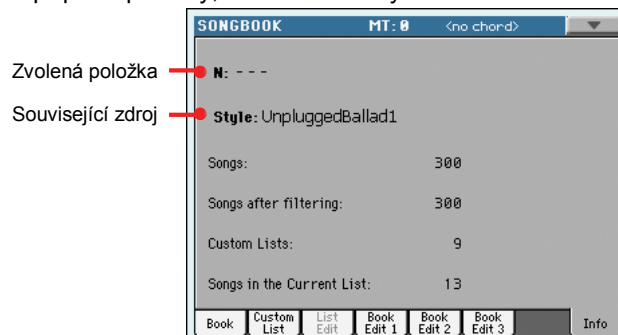 SONGBOOK MT: 0 <no chord>
Zvolená položka
N: - - -
Související zdroj
Style: UnpluggedBallad1
Songs: 300
Songs after filtering: 300
Custom Lists: 9
Songs in the Current List: 13
Book Custom List List Edit Book Edit 1 Book Edit 2 Book Edit 3 Info